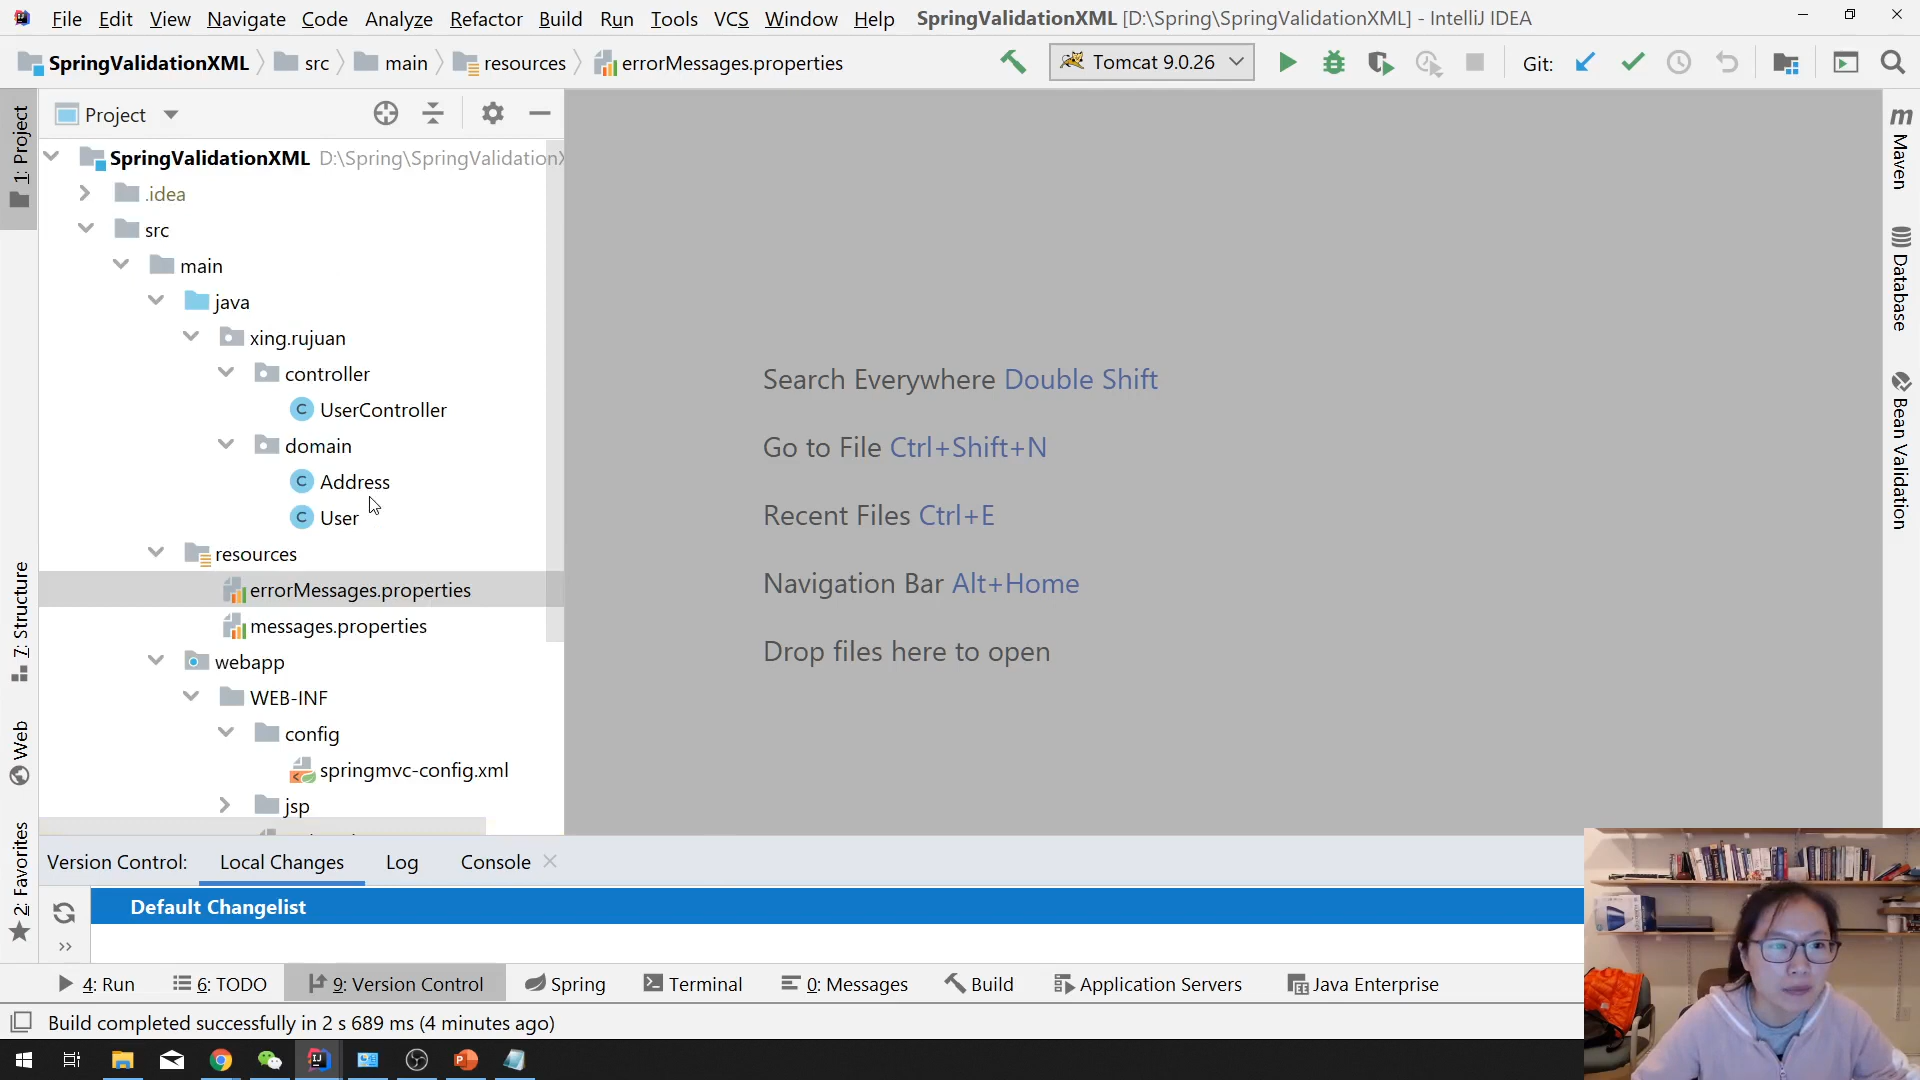 File Edit View Navigate Code Analyze Refactor Build Run Tools VCS Window Help SpringValidationXML [D:\Spring\SpringValidationXML] - IntelliJ IDEA
SpringValidationXML src main resources errorMessages.properties Tomcat 9.0.26 Git:
Project
SpringValidationXML D:\Spring\SpringValidationX
.idea
src
main
java
xing.rujuan
controller
UserController
domain
Address
User
resources
errorMessages.properties
messages.properties
webapp
WEB-INF
config
springmvc-config.xml
jsp
1: Project
7: Structure
Web
2: Favorites
Search Everywhere Double Shift
Go to File Ctrl+Shift+N
Recent Files Ctrl+E
Navigation Bar Alt+Home
Drop files here to open
Maven
Database
Bean Validation
Version Control: Local Changes Log Console
Default Changelist
4: Run 6: TODO 9: Version Control Spring Terminal 0: Messages Build Application Servers Java Enterprise
Build completed successfully in 2 s 689 ms (4 minutes ago)